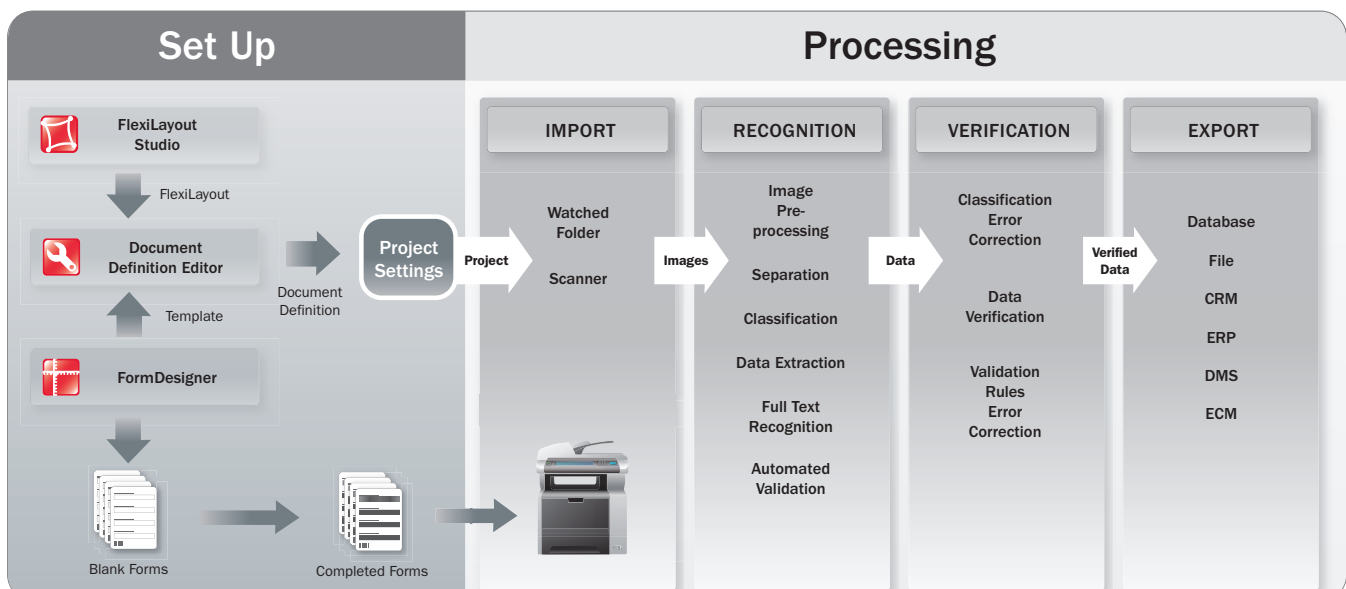 Set Up
Processing
FlexiLayout
Studio
FlexiLayout
Document
Definition Editor
Template
FormDesigner
Document
Definition
Project
Settings
Blank Forms
Completed Forms
Project
IMPORT
Watched
Folder
Scanner
Images
RECOGNITION
Image
Pre-
processing
Separation
Classification
Data Extraction
Full Text
Recognition
Automated
Validation
Data
VERIFICATION
Classification
Error
Correction
Data
Verification
Validation
Rules
Error
Correction
Verified
Data
EXPORT
Database
File
CRM
ERP
DMS
ECM